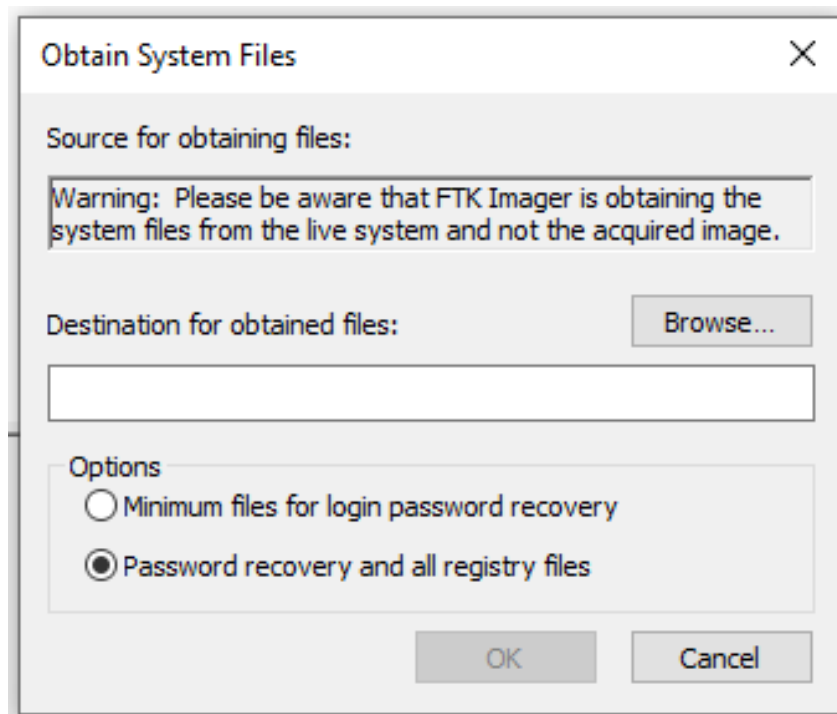 Obtain System Files
Source for obtaining files:
Warning:  Please be aware that FTK Imager is obtaining the
system files from the live system and not the acquired image.
Destination for obtained files:
Browse...
Options
Minimum files for login password recovery
Password recovery and all registry files
OK
Cancel